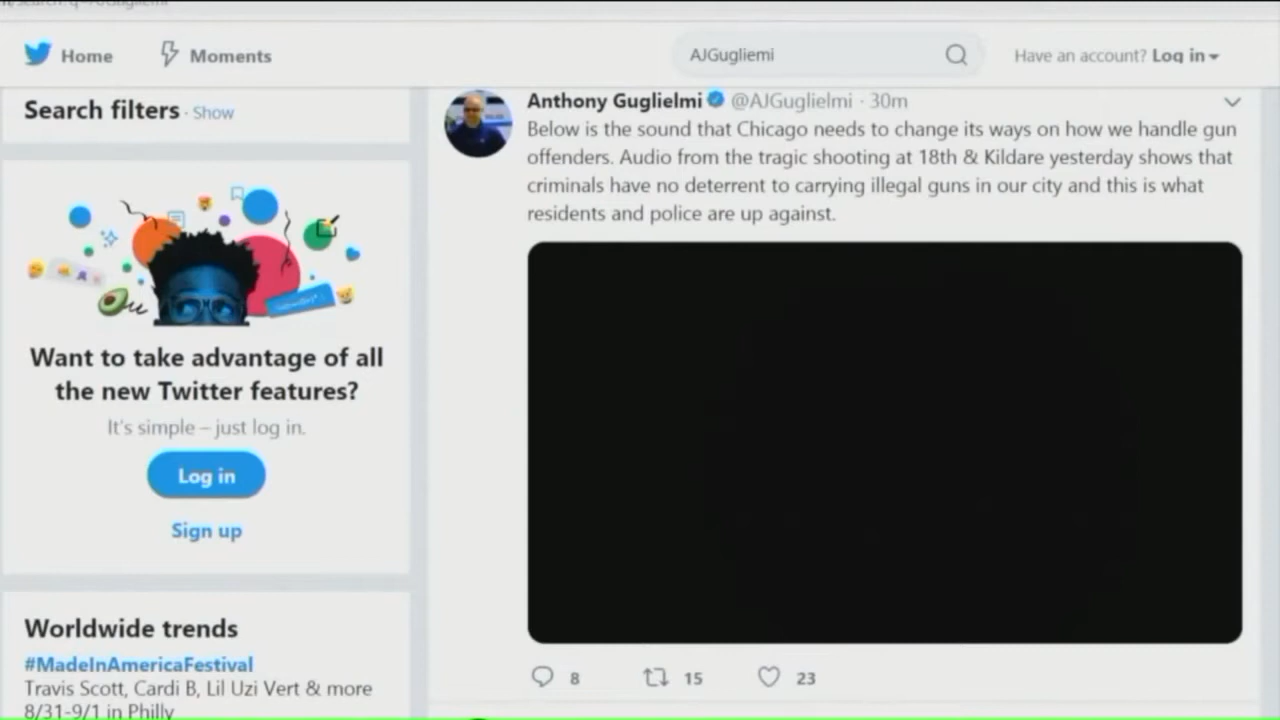 Home
Moments
AJGugliemi
Have an account? Log in
Search filters · Show
Anthony Guglielmi @AJGuglielmi · 30m
Below is the sound that Chicago needs to change its ways on how we handle gun
offenders. Audio from the tragic shooting at 18th & Kildare yesterday shows that
criminals have no deterrent to carrying illegal guns in our city and this is what
residents and police are up against.
Want to take advantage of all
the new Twitter features?
It's simple – just log in.
Log in
Sign up
8
15
23
Worldwide trends
#MadeInAmericaFestival
Travis Scott, Cardi B, Lil Uzi Vert & more
8/31-9/1 in Philly